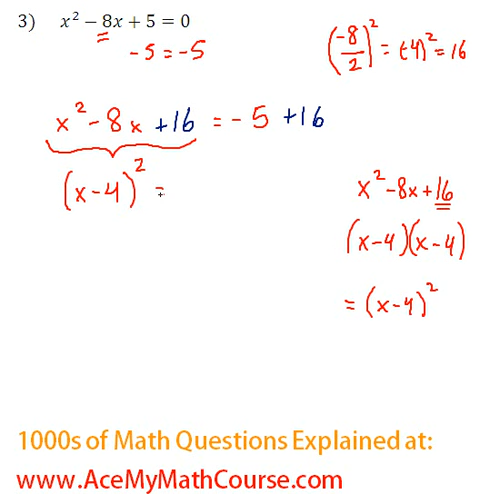 3) x² − 8x + 5 = 0
−5 = −5
(−8/2)² = (−4)² = 16
x² − 8x + 16 = −5 + 16
(x−4)² =
x² − 8x + 16
(x−4)(x−4)
= (x−4)²
1000s of Math Questions Explained at:
www.AceMyMathCourse.com